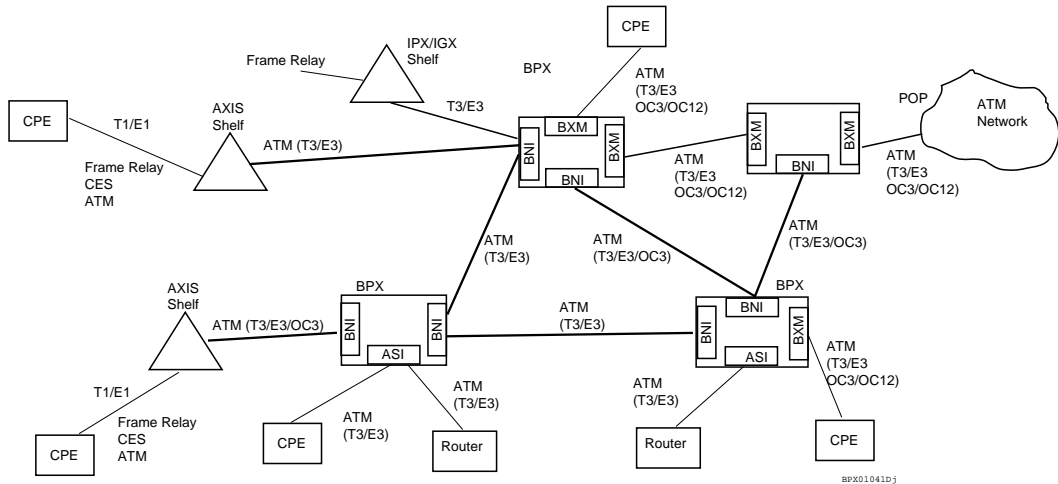 CPE
IPX/IGX
Shelf
Frame Relay
BPX
ATM
(T3/E3
OC3/OC12)
POP
ATM
Network
T3/E3
AXIS
Shelf
CPE
T1/E1
ATM (T3/E3)
Frame Relay
CES
ATM
BXM
BNI
BXM
BNI
ATM
(T3/E3
OC3/OC12)
BXM
BXM
BNI
ATM
(T3/E3
OC3/OC12)
ATM
(T3/E3)
ATM
(T3/E3/OC3)
ATM
(T3/E3/OC3)
AXIS
Shelf
BPX
BPX
ATM (T3/E3/OC3)
BNI
BNI
ASI
ATM
(T3/E3)
BNI
BNI
BXM
ASI
T1/E1
Frame Relay
CES
ATM
CPE
ATM
(T3/E3)
ATM
(T3/E3)
CPE
Router
ATM
(T3/E3)
ATM
(T3/E3
OC3/OC12)
Router
CPE
BPX01041Dj